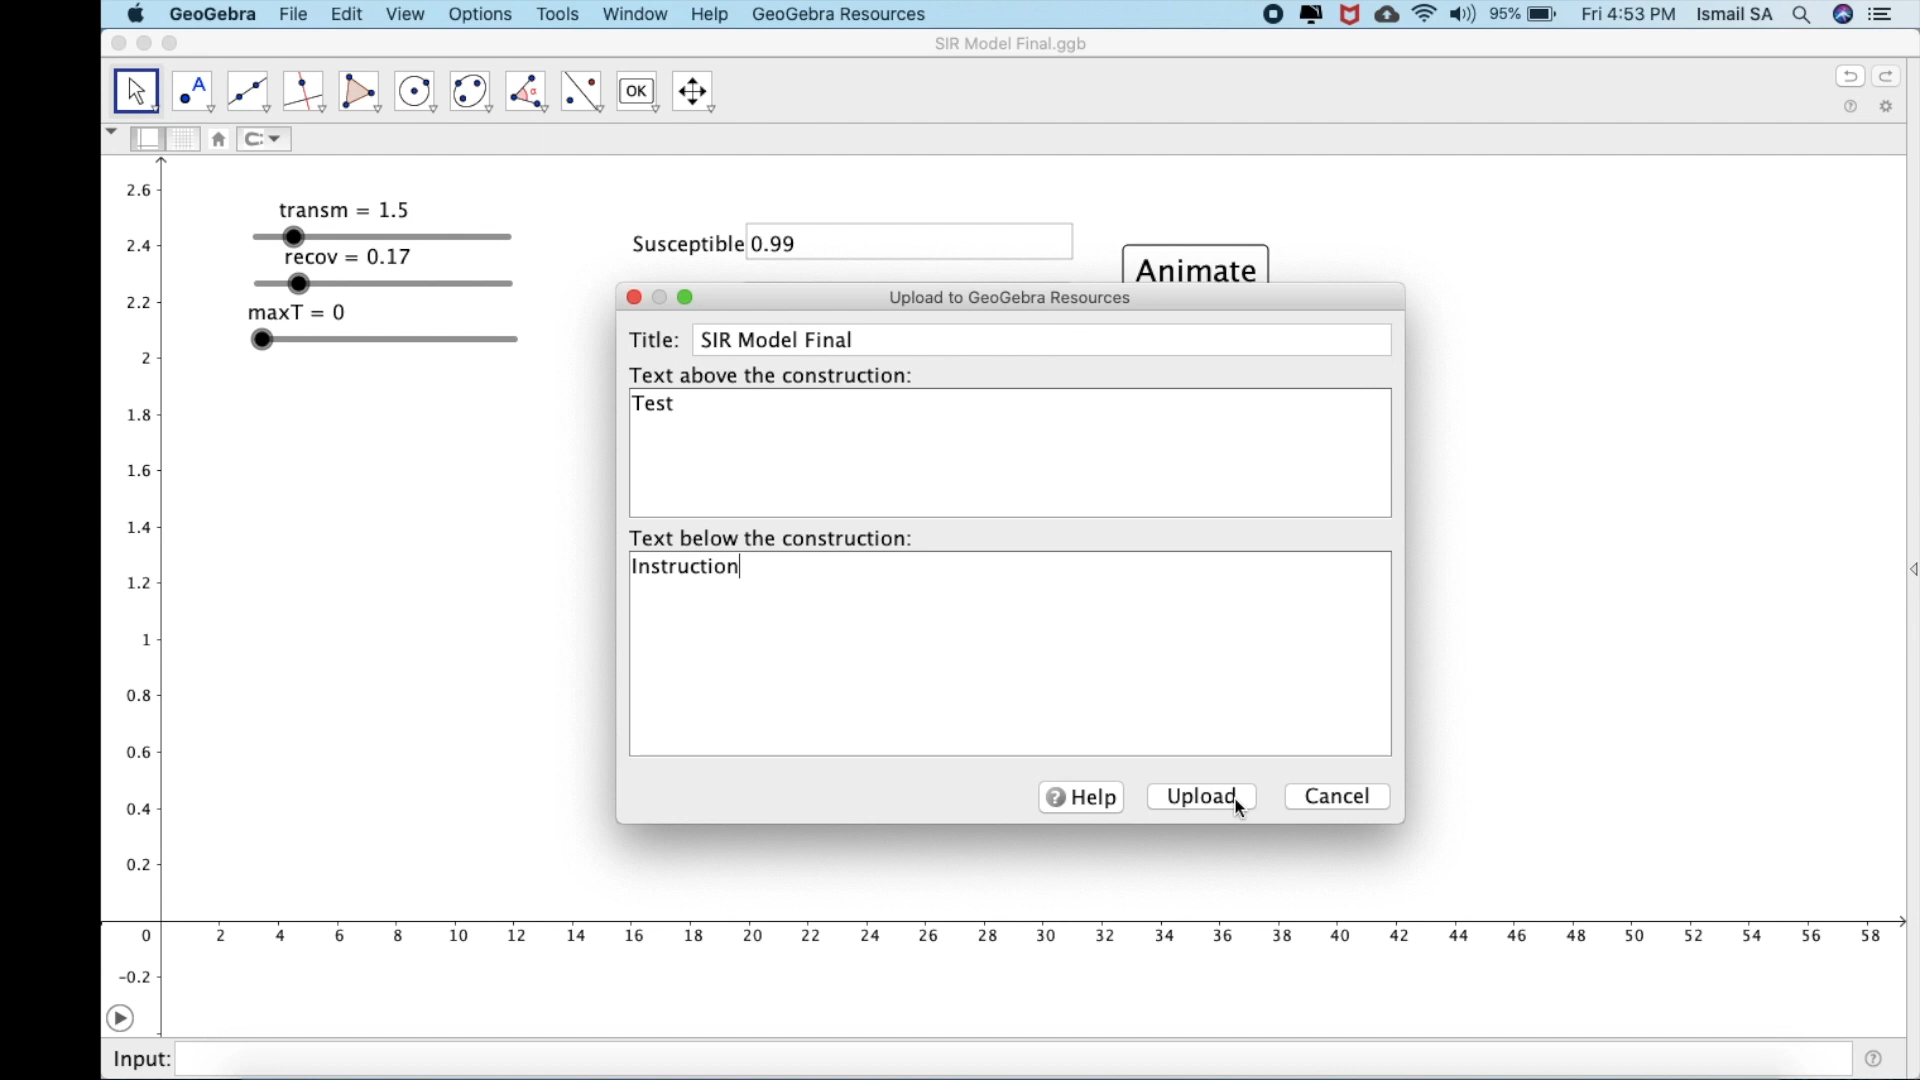 GeoGebra File Edit View Options Tools Window Help GeoGebra Resources 95% Fri 4:53 PM Ismail SA
SIR Model Final.ggb
A α OK
2.6
transm = 1.5
2.4
Susceptible 0.99
recov = 0.17
Animate
2.2
maxT = 0
Upload to GeoGebra Resources
Title: SIR Model Final
2
Text above the construction:
Test
1.8
1.6
1.4
Text below the construction:
Instruction
1.2
1
0.8
0.6
Help Upload Cancel
0.4
0.2
0 2 4 6 8 10 12 14 16 18 20 22 24 26 28 30 32 34 36 38 40 42 44 46 48 50 52 54 56 58
-0.2
Input: